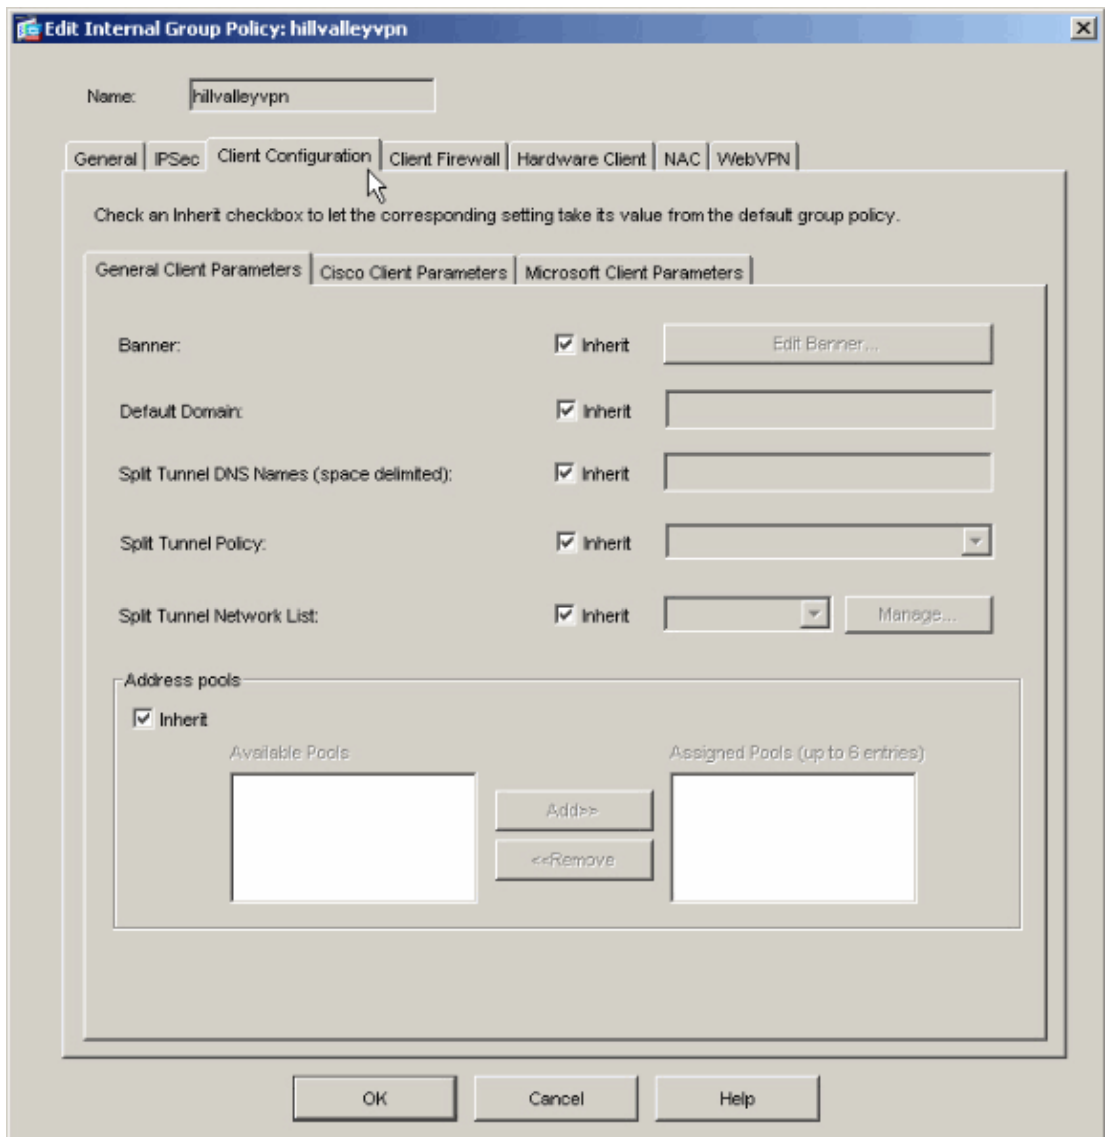 Edit Internal Group Policy: hillvalleyvpn
Name: hillvalleyvpn
General IPSec Client Configuration Client Firewall Hardware Client NAC WebVPN
Check an Inherit checkbox to let the corresponding setting take its value from the default group policy.
General Client Parameters Cisco Client Parameters Microsoft Client Parameters
Banner: Inherit Edit Banner...
Default Domain: Inherit
Split Tunnel DNS Names (space delimited): Inherit
Split Tunnel Policy: Inherit
Split Tunnel Network List: Inherit Manage...
Address pools
Inherit
Available Pools Assigned Pools (up to 6 entries)
Add>>
<<Remove
OK Cancel Help